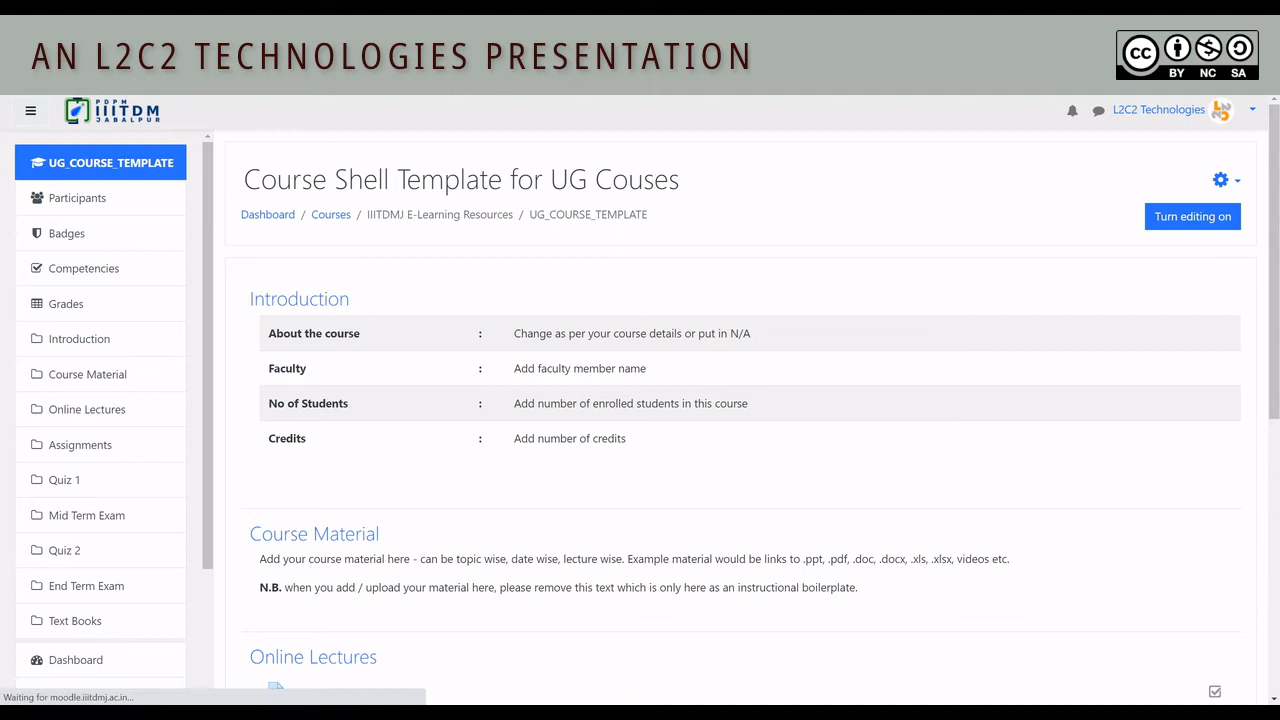 AN L2C2 TECHNOLOGIES PRESENTATION
CC BY NC SA
PDPM
IIITDM
JABALPUR
L2C2 Technologies
UG_COURSE_TEMPLATE
Participants
Badges
Competencies
Grades
Introduction
Course Material
Online Lectures
Assignments
Quiz 1
Mid Term Exam
Quiz 2
End Term Exam
Text Books
Dashboard
Course Shell Template for UG Couses
Dashboard / Courses / IIITDMJ E-Learning Resources / UG_COURSE_TEMPLATE
Turn editing on
Introduction
About the course : Change as per your course details or put in N/A
Faculty : Add faculty member name
No of Students : Add number of enrolled students in this course
Credits : Add number of credits
Course Material
Add your course material here - can be topic wise, date wise, lecture wise. Example material would be links to .ppt, .pdf, .doc, .docx, .xls, .xlsx, videos etc.
N.B. when you add / upload your material here, please remove this text which is only here as an instructional boilerplate.
Online Lectures
Waiting for moodle.iiitdmj.ac.in...